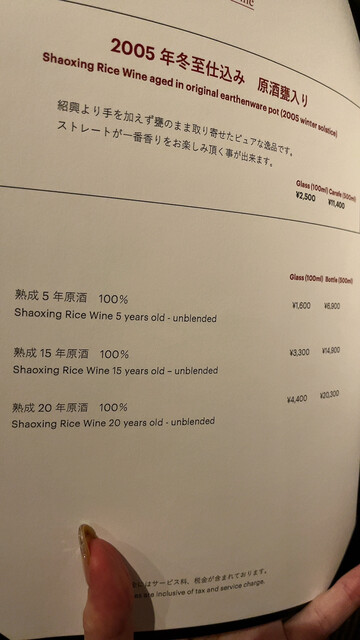 2005 年冬至仕込み 原酒甕入り
Shaoxing Rice Wine aged in original earthenware pot (2005 winter solstice)
紹興より手を加えず甕のまま取り寄せたピュアな逸品です。
ストレートが一番香りをお楽しみ頂く事が出来ます。
Glass (100ml) Carafe (500ml)
¥2,500 ¥11,400
Glass (100ml) Bottle (500ml)
熟成 5 年原酒 100% ¥1,600 ¥6,900
Shaoxing Rice Wine 5 years old - unblended
熟成 15 年原酒 100% ¥3,300 ¥14,900
Shaoxing Rice Wine 15 years old – unblended
熟成 20 年原酒 100% ¥4,400 ¥20,300
Shaoxing Rice Wine 20 years old - unblended
にはサービス料、税金が含まれております。
are inclusive of tax and service charge.